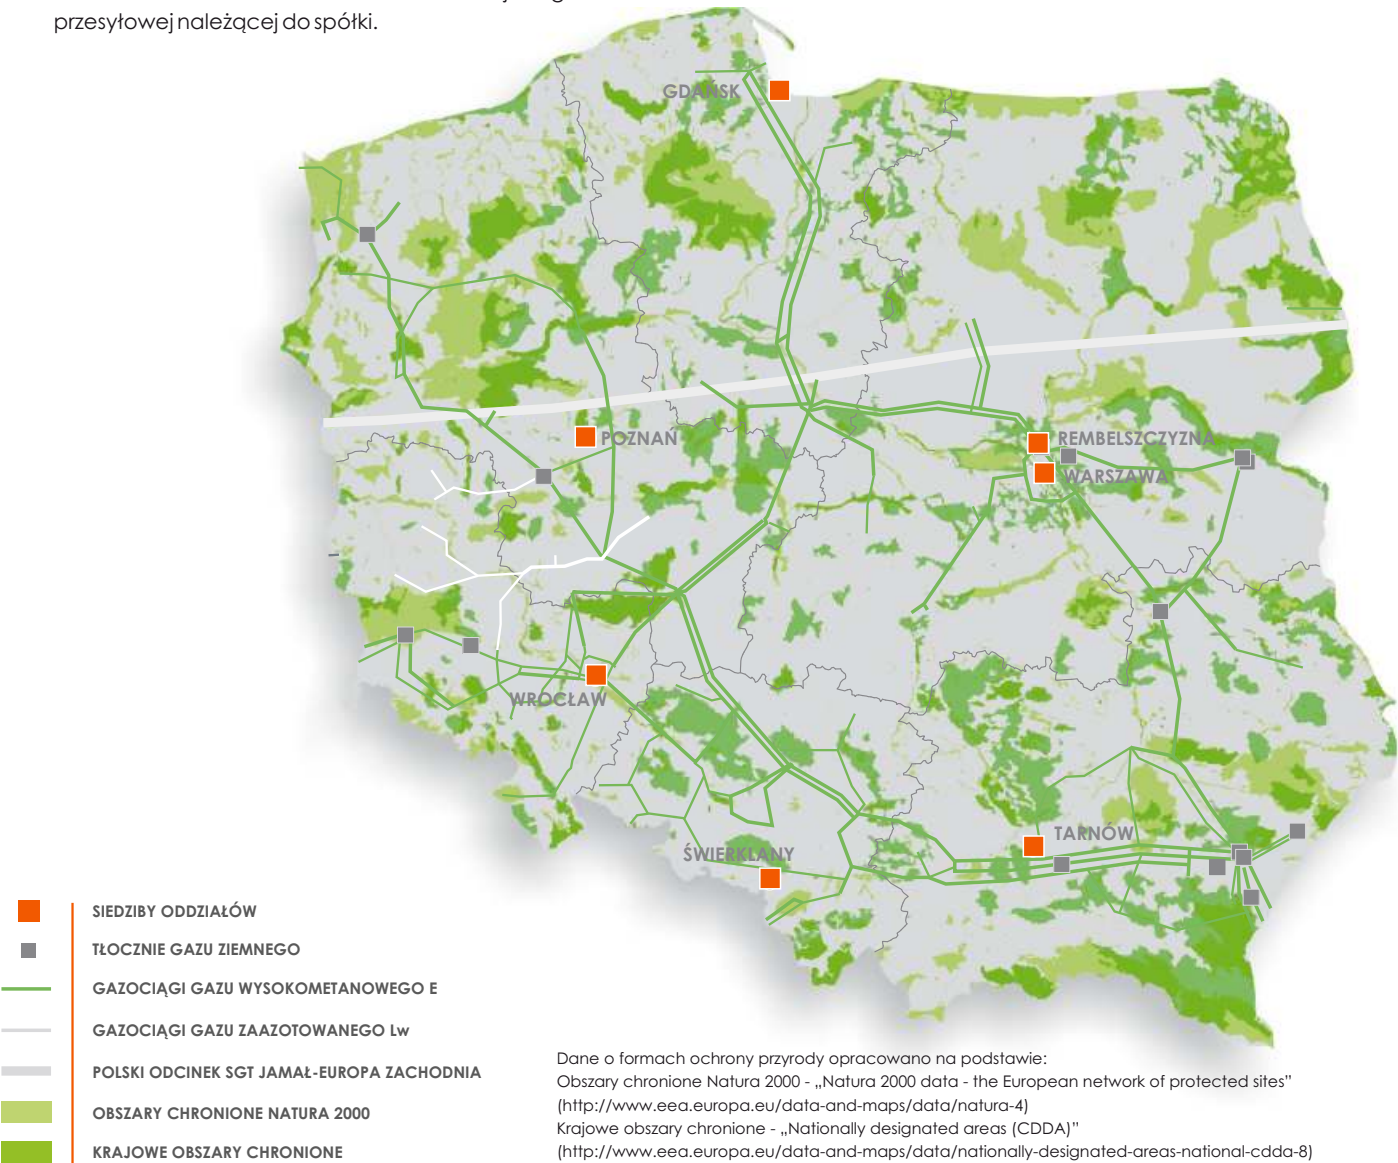 przesyłowej należącej do spółki.
GDAŃSK
POZNAŃ
REMBELSZCZYZNA
WARSZAWA
WROCŁAW
TARNÓW
ŚWIERKLANY
SIEDZIBY ODDZIAŁÓW
TŁOCZNIE GAZU ZIEMNEGO
GAZOCIĄGI GAZU WYSOKOMETANOWEGO E
GAZOCIĄGI GAZU ZAAZOTOWANEGO Lw
POLSKI ODCINEK SGT JAMAŁ-EUROPA ZACHODNIA
OBSZARY CHRONIONE NATURA 2000
KRAJOWE OBSZARY CHRONIONE
Dane o formach ochrony przyrody opracowano na podstawie:
Obszary chronione Natura 2000 - „Natura 2000 data - the European network of protected sites"
(http://www.eea.europa.eu/data-and-maps/data/natura-4)
Krajowe obszary chronione - „Nationally designated areas (CDDA)"
(http://www.eea.europa.eu/data-and-maps/data/nationally-designated-areas-national-cdda-8)